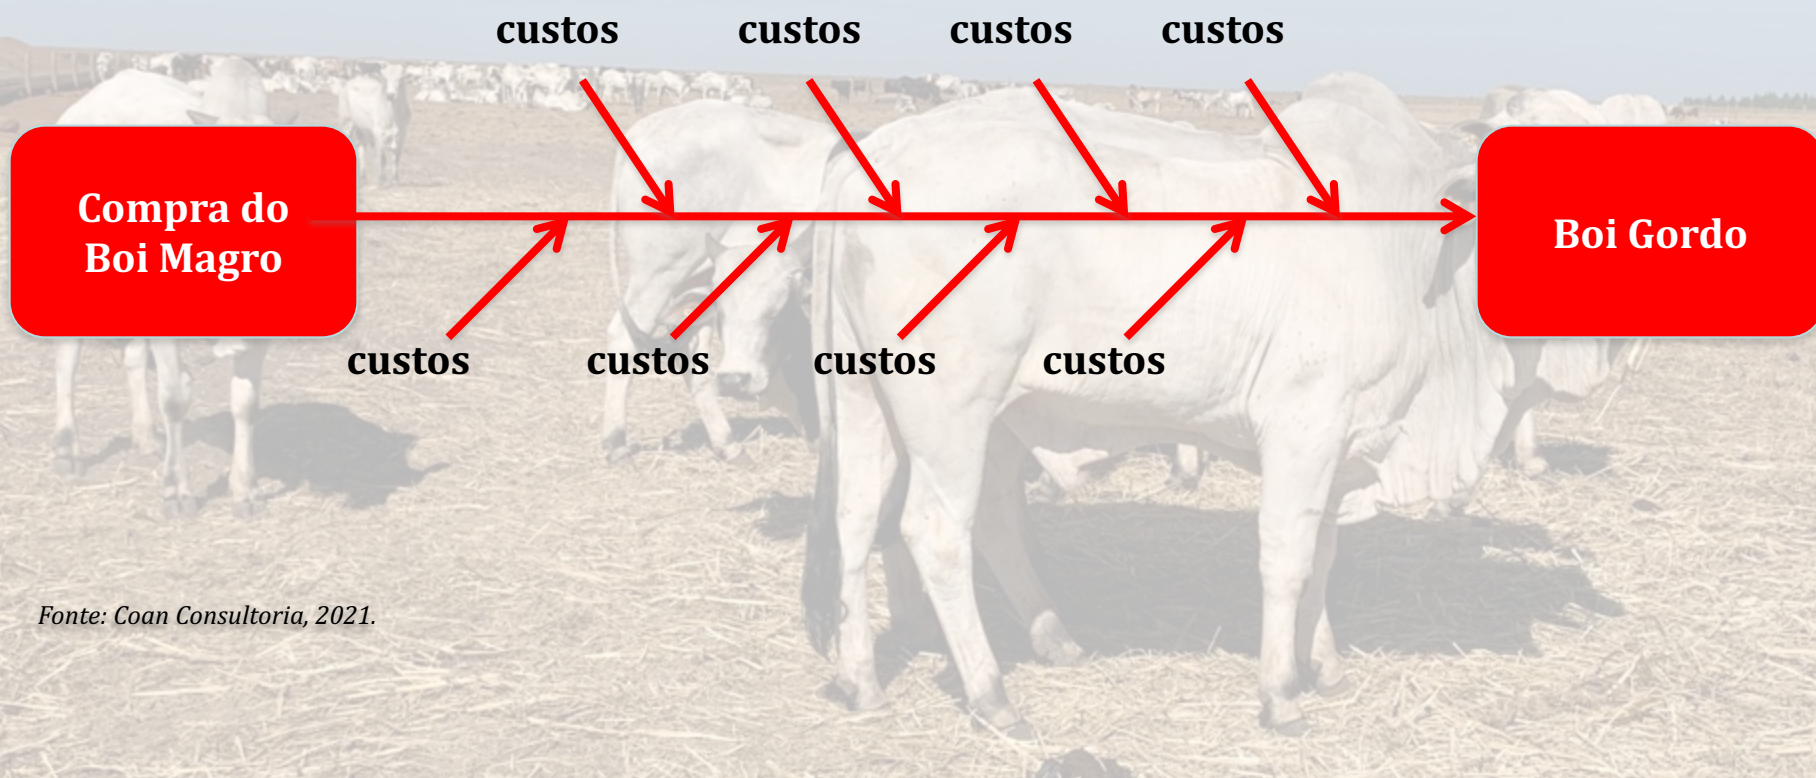 custos custos custos custos
Compra do
Boi Magro
Boi Gordo
custos custos custos custos
Fonte: Coan Consultoria, 2021.